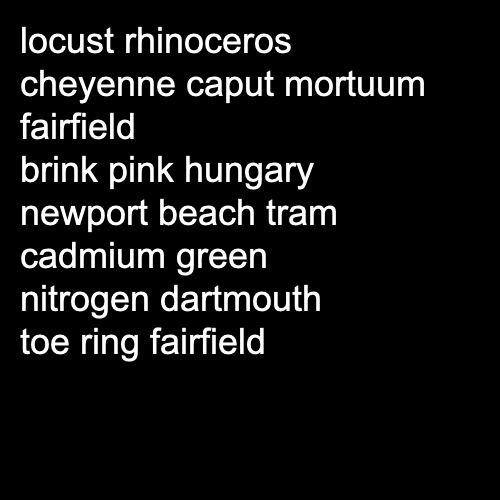 locust rhinoceros
cheyenne caput mortuum
fairfield
brink pink hungary
newport beach tram
cadmium green
nitrogen dartmouth
toe ring fairfield